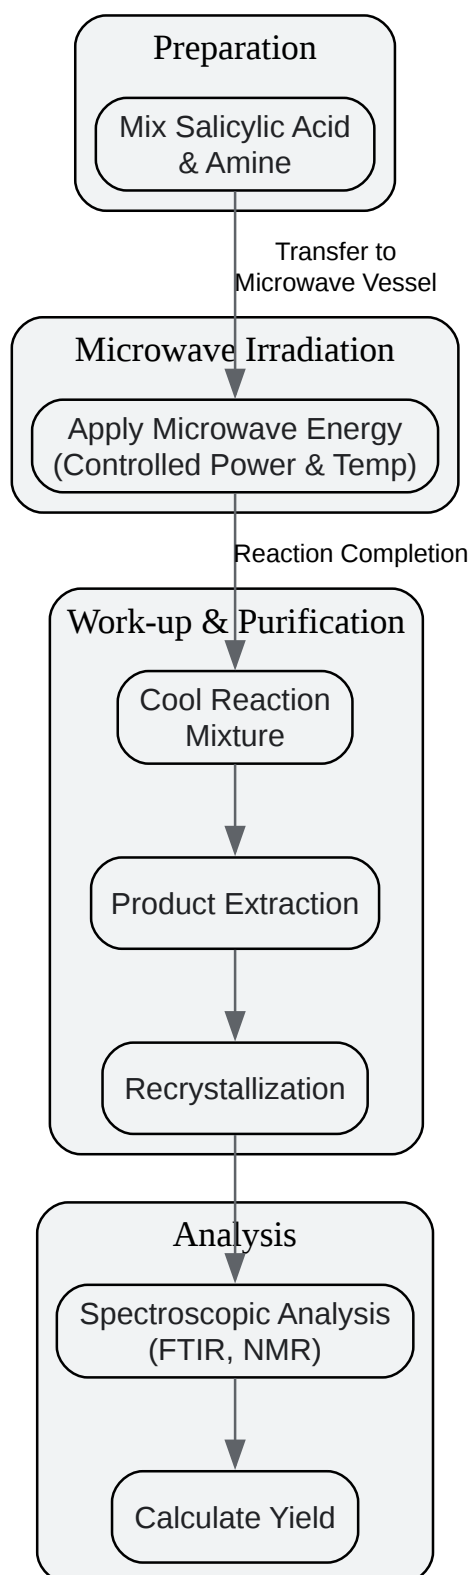 Preparation
Mix Salicylic Acid
& Amine
Transfer to
Microwave Vessel
Microwave Irradiation
Apply Microwave Energy
(Controlled Power & Temp)
Reaction Completion
Work-up & Purification
Cool Reaction
Mixture
Product Extraction
Recrystallization
Analysis
Spectroscopic Analysis
(FTIR, NMR)
Calculate Yield